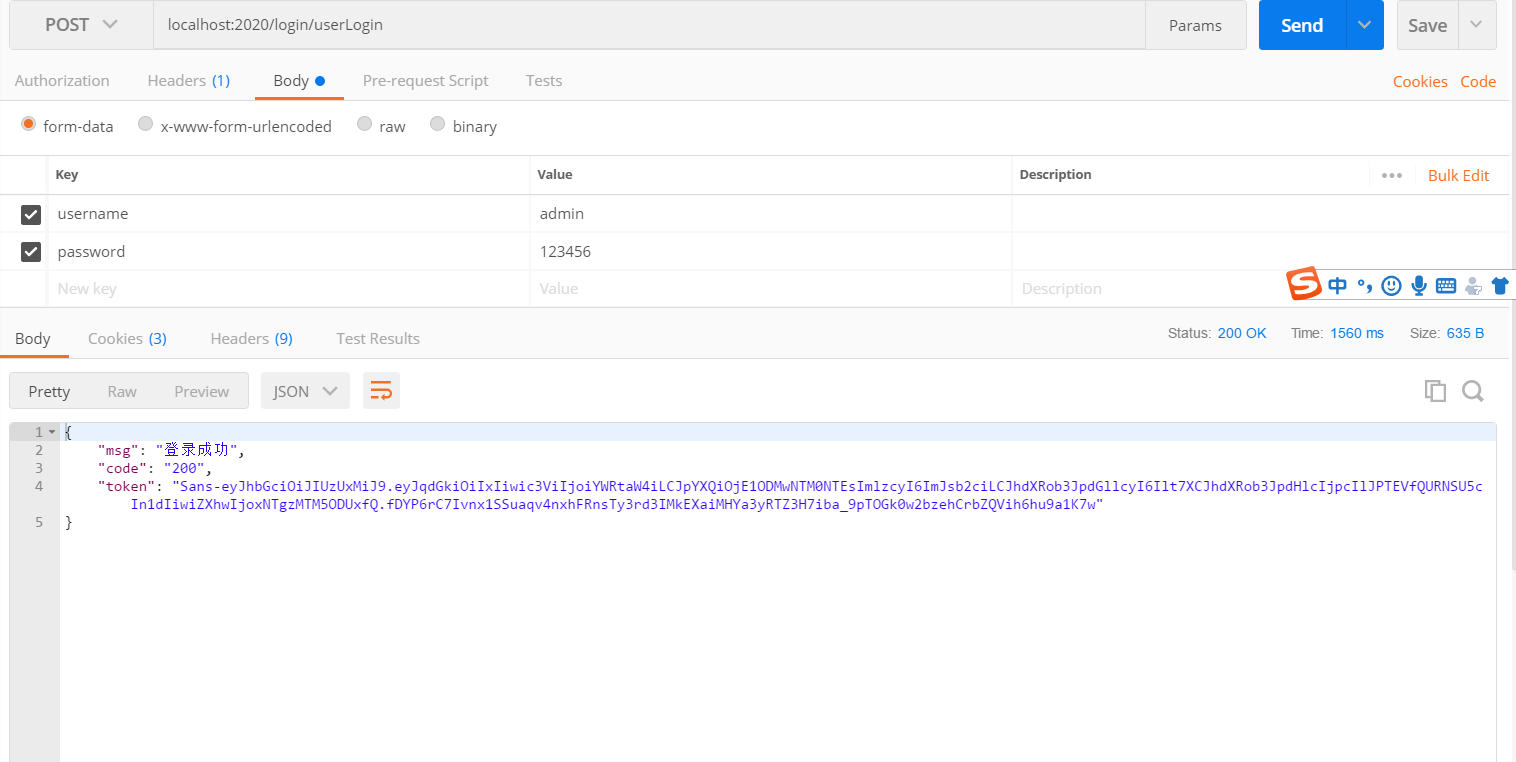 POST localhost:2020/login/userLogin Params Send Save
Authorization Headers (1) Body Pre-request Script Tests Cookies Code
form-data x-www-form-urlencoded raw binary
Key Value Description ••• Bulk Edit
username admin
password 123456
New key Value Description
S 中 °,
Body Cookies (3) Headers (9) Test Results Status: 200 OK Time: 1560 ms Size: 635 B
Pretty Raw Preview JSON
1 {
2 "msg": "登录成功",
3 "code": "200",
4 "token": "Sans-eyJhbGciOiJIUzUxMiJ9.eyJqdGkiOiIxIiwic3ViIjoiYWRtaW4iLCJpYXQiOjE1ODMwNTM0NTEsImlzcyI6ImJsb2ciLCJhdXRob3JpdGllcyI6Ilt7XCJhdXRob3JpdHlcIjpcIlJPTEVfQURNSU5c
In1dIiwiZXhwIjoxNTgzMTM5ODUxfQ.fDYP6rC7Ivnx1SSuaqv4nxhFRnsTy3rd3IMkEXaiMHYa3yRTZ3H7iba_9pTOGk0w2bzehCrbZQVih6hu9a1K7w"
5 }